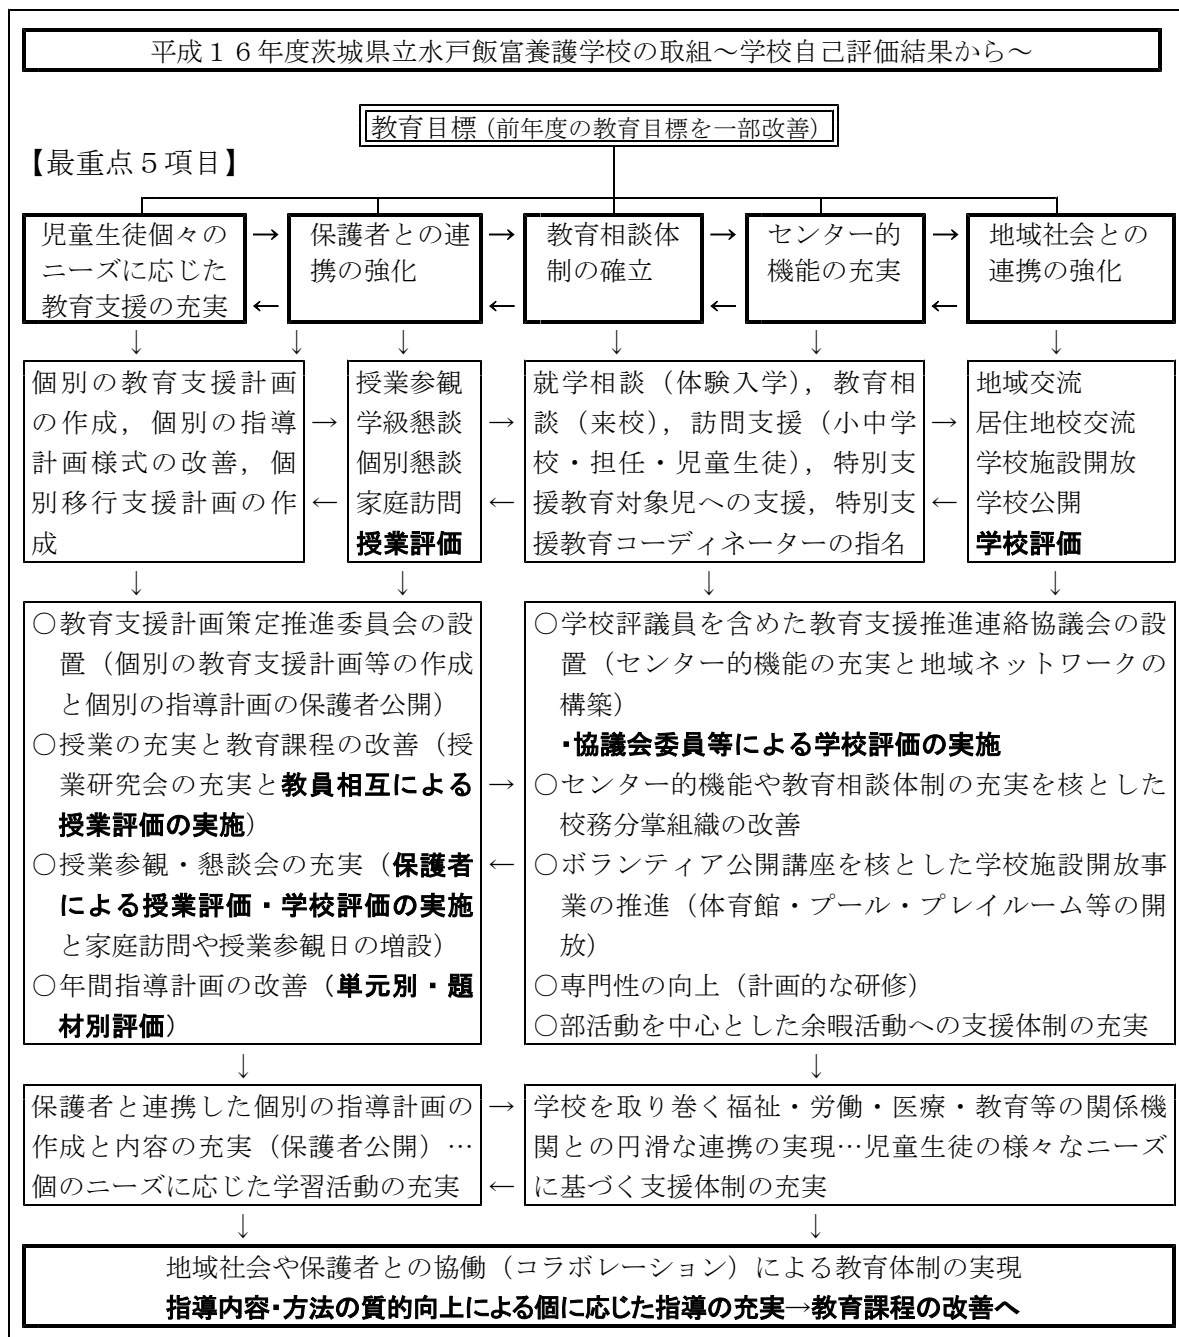 平成１６年度茨城県立水戸飯富養護学校の取組～学校自己評価結果から～
教育目標（前年度の教育目標を一部改善）
【最重点５項目】
児童生徒個々の
ニーズに応じた
教育支援の充実
→
←
保護者との連
携の強化
→
←
教育相談体
制の確立
→
←
センター的
機能の充実
→
←
地域社会との
連携の強化
↓ ↓ ↓ ↓ ↓ ↓
個別の教育支援計画
の作成，個別の指導
計画様式の改善，個
別移行支援計画の作
成
→
←
授業参観
学級懇談
個別懇談
家庭訪問
授業評価
→
←
就学相談（体験入学），教育相
談（来校），訪問支援（小中学
校・担任・児童生徒），特別支
援教育対象児への支援，特別支
援教育コーディネーターの指名
→
←
地域交流
居住地校交流
学校施設開放
学校公開
学校評価
↓ ↓ ↓ ↓
○教育支援計画策定推進委員会の設
置（個別の教育支援計画等の作成
と個別の指導計画の保護者公開）
○授業の充実と教育課程の改善（授
業研究会の充実と教員相互による
授業評価の実施）
○授業参観・懇談会の充実（保護者
による授業評価・学校評価の実施
と家庭訪問や授業参観日の増設）
○年間指導計画の改善（単元別・題
材別評価）
→
←
○学校評議員を含めた教育支援推進連絡協議会の設
置（センター的機能の充実と地域ネットワークの
構築）
・協議会委員等による学校評価の実施
○センター的機能や教育相談体制の充実を核とした
校務分掌組織の改善
○ボランティア公開講座を核とした学校施設開放事
業の推進（体育館・プール・プレイルーム等の開
放）
○専門性の向上（計画的な研修）
○部活動を中心とした余暇活動への支援体制の充実
↓ ↓
保護者と連携した個別の指導計画の
作成と内容の充実（保護者公開）…
個のニーズに応じた学習活動の充実
→
←
学校を取り巻く福祉・労働・医療・教育等の関係機
関との円滑な連携の実現…児童生徒の様々なニーズ
に基づく支援体制の充実
↓ ↓
地域社会や保護者との協働（コラボレーション）による教育体制の実現
指導内容・方法の質的向上による個に応じた指導の充実→教育課程の改善へ